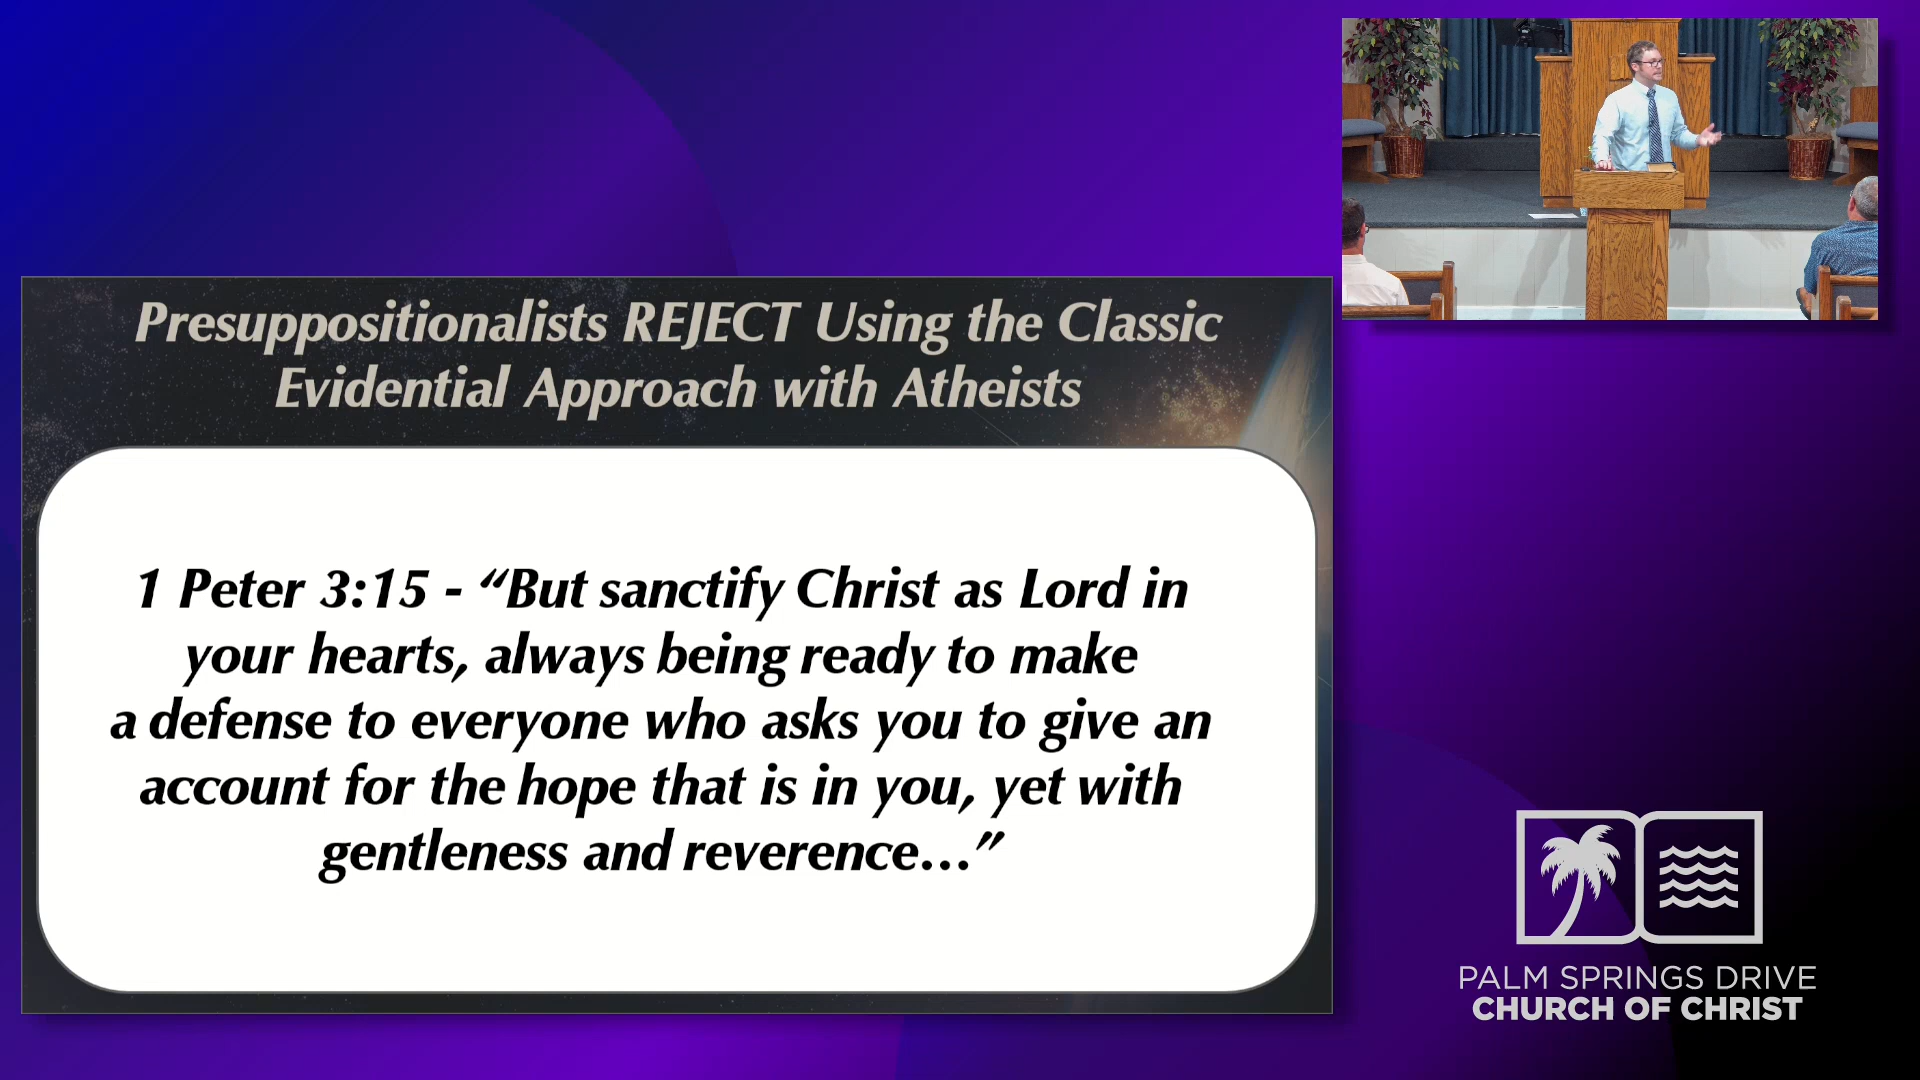 Presuppositionalists REJECT Using the Classic
Evidential Approach with Atheists
1 Peter 3:15 - “But sanctify Christ as Lord in
your hearts, always being ready to make
a defense to everyone who asks you to give an
account for the hope that is in you, yet with
gentleness and reverence…”
PALM SPRINGS DRIVE
CHURCH OF CHRIST